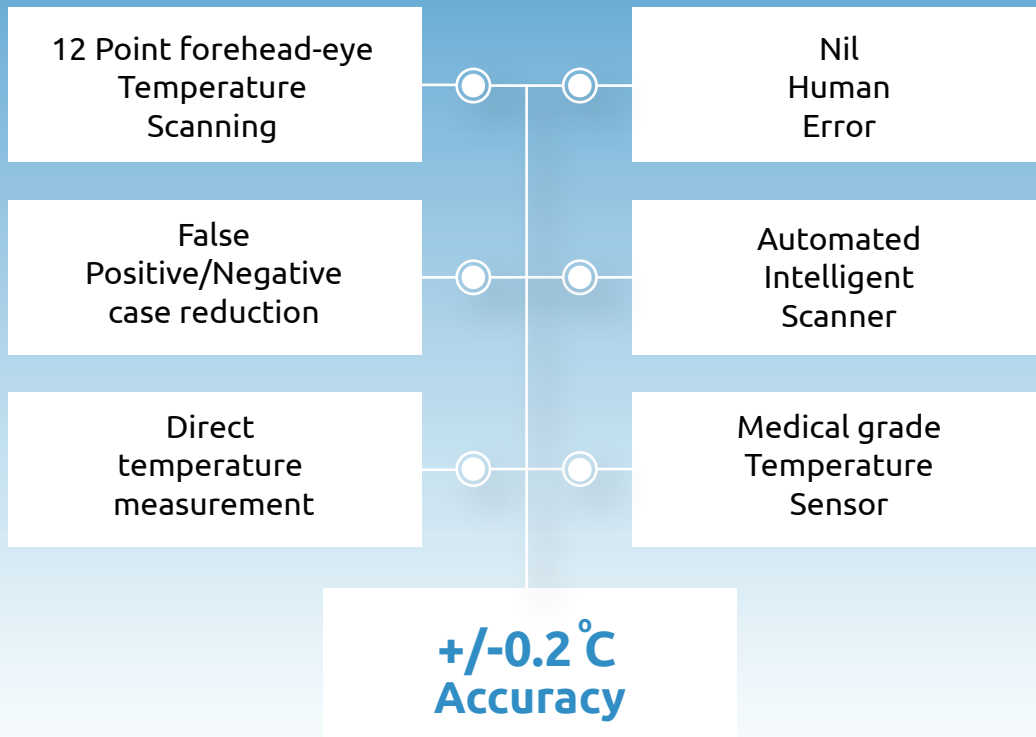 12 Point forehead-eye
Temperature
Scanning
Nil
Human
Error
False
Positive/Negative
case reduction
Automated
Intelligent
Scanner
Direct
temperature
measurement
Medical grade
Temperature
Sensor
+/-0.2 °C
Accuracy